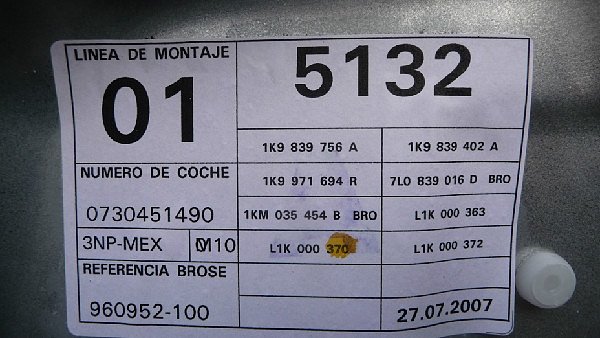 LINEA DE MONTAJE
01
5132
1K9 839 756 A
1K9 839 402 A
NUMERO DE COCHE
1K9 971 694 R
7L0 839 016 D BRO
0730451490
1KM 035 454 B BRO
L1K 000 363
3NP-MEX
M10
L1K 000 370
L1K 000 372
REFERENCIA BROSE
960952-100
27.07.2007